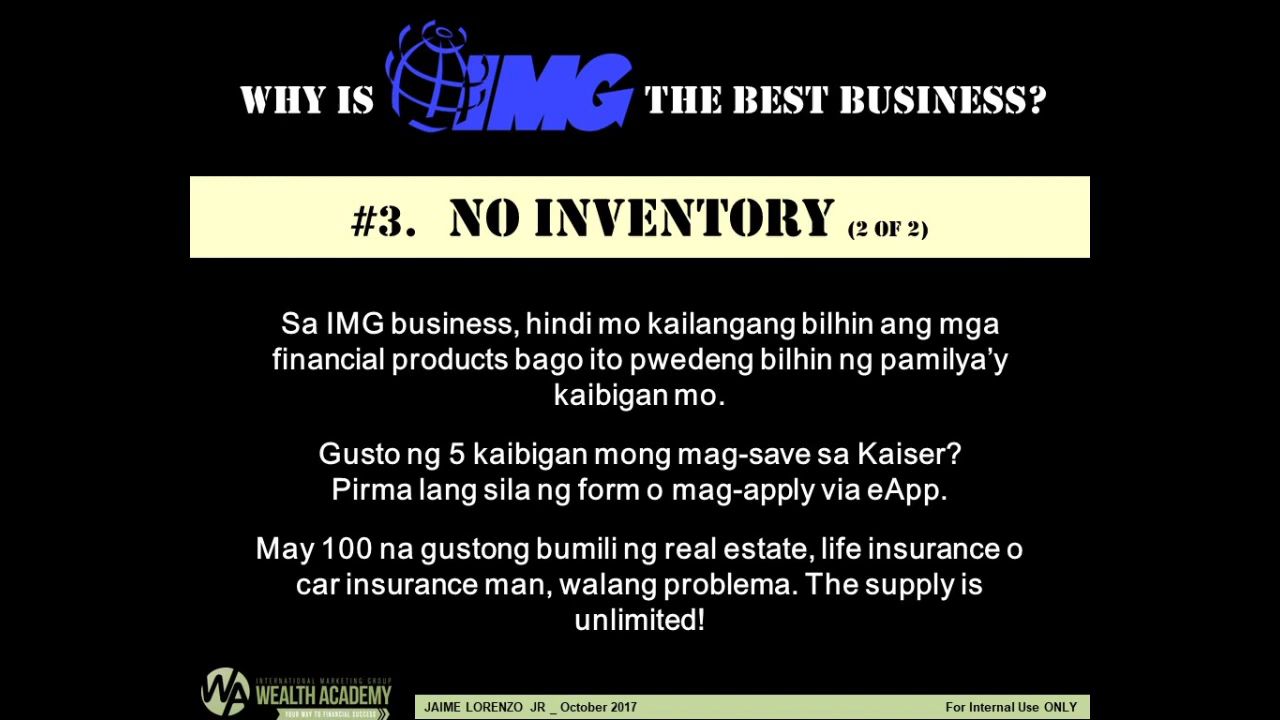 WHY IS IMG THE BEST BUSINESS?
#3. NO INVENTORY (2 OF 2)
Sa IMG business, hindi mo kailangang bilhin ang mga
financial products bago ito pwedeng bilhin ng pamilya’y
kaibigan mo.
Gusto ng 5 kaibigan mong mag-save sa Kaiser?
Pirma lang sila ng form o mag-apply via eApp.
May 100 na gustong bumili ng real estate, life insurance o
car insurance man, walang problema. The supply is
unlimited!
WA
INTERNATIONAL MARKETING GROUP
WEALTH ACADEMY
YOUR WAY TO FINANCIAL SUCCESS
JAIME LORENZO JR _ October 2017
For Internal Use ONLY